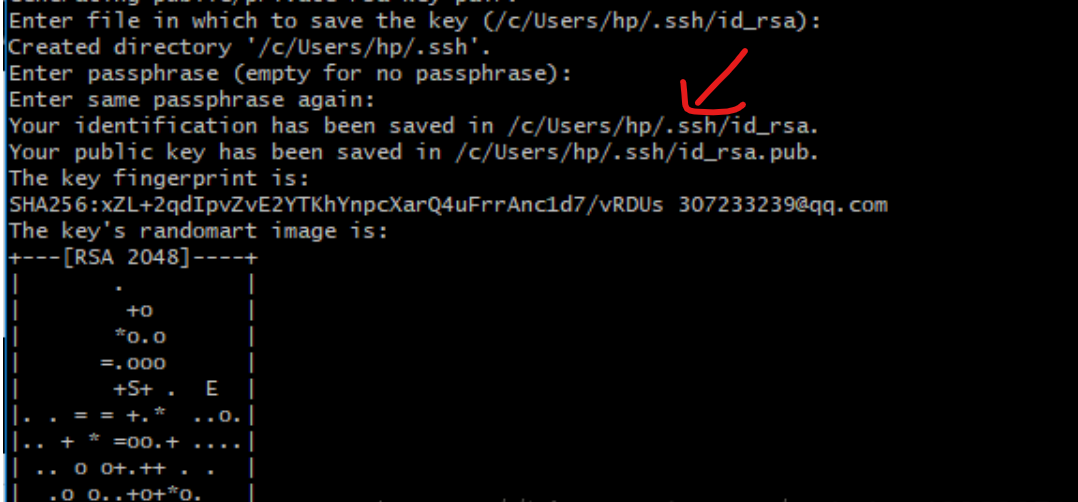 Enter file in which to save the key (/c/Users/hp/.ssh/id_rsa):
Created directory '/c/Users/hp/.ssh'.
Enter passphrase (empty for no passphrase):
Enter same passphrase again:
Your identification has been saved in /c/Users/hp/.ssh/id_rsa.
Your public key has been saved in /c/Users/hp/.ssh/id_rsa.pub.
The key fingerprint is:
SHA256:xZL+2qdIpvZvE2YTKhYnpcXarQ4uFrrAnc1d7/vRDUs 307233239@qq.com
The key's randomart image is:
+---[RSA 2048]----+
|        .        |
|         +o      |
|        *o.o     |
|       =.ooo     |
|        +S+ .  E |
|. . = = +.*  ..o.|
|.. + * =oo.+ ....|
| .. o o+.++ . .  |
|  .o o..+o+*o.   |